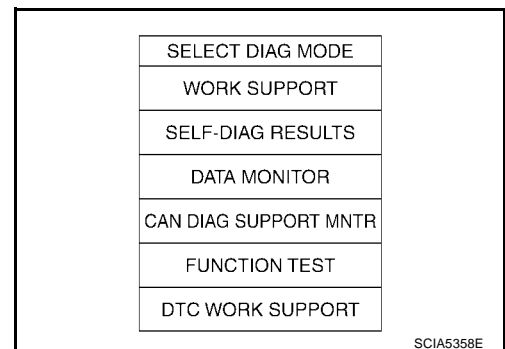 SELECT DIAG MODE
WORK SUPPORT
SELF-DIAG RESULTS
DATA MONITOR
CAN DIAG SUPPORT MNTR
FUNCTION TEST
DTC WORK SUPPORT
SCIA5358E